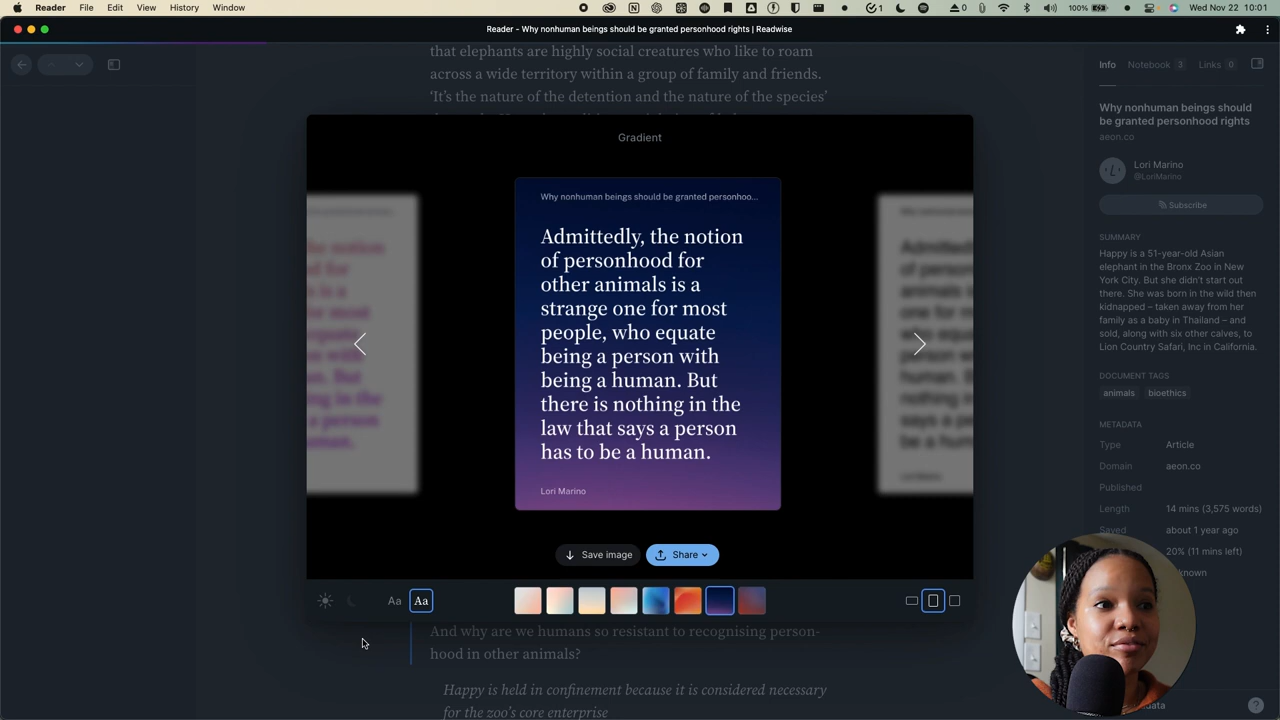 Reader File Edit View History Window
1 0 100% Wed Nov 22 10:01
Reader - Why nonhuman beings should be granted personhood rights | Readwise
that elephants are highly social creatures who like to roam
across a wide territory within a group of family and friends.
‘It’s the nature of the detention and the nature of the species’
Info Notebook 3 Links 0
Why nonhuman beings should
be granted personhood rights
aeon.co
Lori Marino
@LoriMarino
Subscribe
SUMMARY
Happy is a 51-year-old Asian
elephant in the Bronx Zoo in New
York City. But she didn't start out
there. She was born in the wild then
kidnapped – taken away from her
family as a baby in Thailand – and
sold, along with six other calves, to
Lion Country Safari, Inc in California.
DOCUMENT TAGS
animals bioethics
METADATA
Type Article
Domain aeon.co
Published
Length 14 mins (3,575 words)
Saved about 1 year ago
20% (11 mins left)
Gradient
Why nonhuman beings should be granted personhoo...
Admittedly, the notion
of personhood for
other animals is a
strange one for most
people, who equate
being a person with
being a human. But
there is nothing in the
law that says a person
has to be a human.
Lori Marino
Save image Share
Aa Aa
And why are we humans so resistant to recognising person-
hood in other animals?
Happy is held in confinement because it is considered necessary
for the zoo’s core enterprise
?